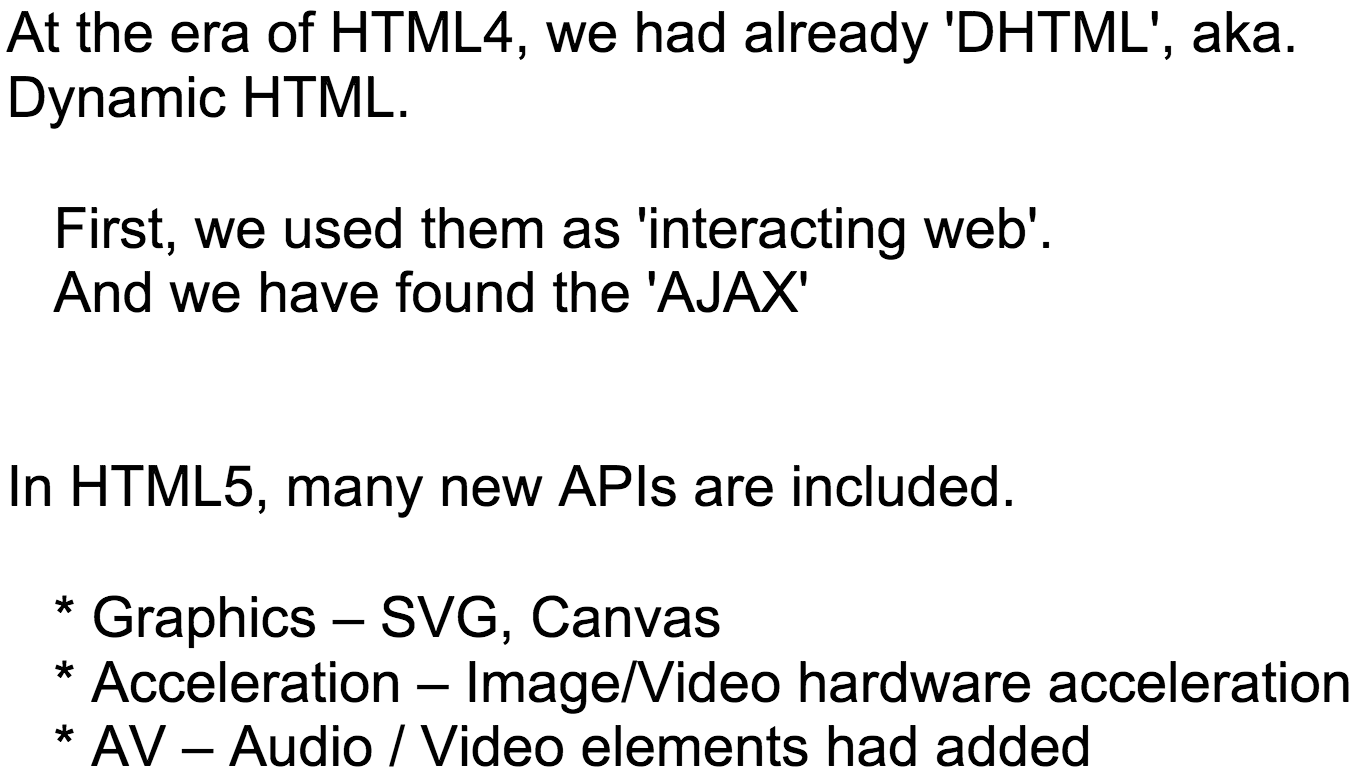 At the era of HTML4, we had already 'DHTML', aka.
Dynamic HTML.
First, we used them as 'interacting web'.
And we have found the 'AJAX'
In HTML5, many new APIs are included.
* Graphics – SVG, Canvas
* Acceleration – Image/Video hardware acceleration
* AV – Audio / Video elements had added